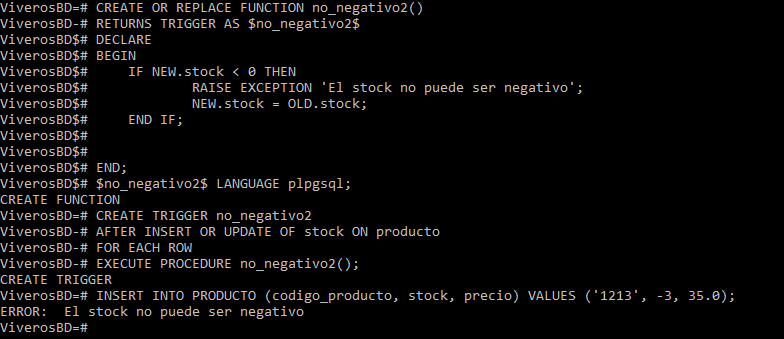 ViverosBD=# CREATE OR REPLACE FUNCTION no_negativo2()
ViverosBD-# RETURNS TRIGGER AS $no_negativo2$
ViverosBD$# DECLARE
ViverosBD$# BEGIN
ViverosBD$#     IF NEW.stock < 0 THEN
ViverosBD$#             RAISE EXCEPTION 'El stock no puede ser negativo';
ViverosBD$#             NEW.stock = OLD.stock;
ViverosBD$#     END IF;
ViverosBD$#
ViverosBD$#
ViverosBD$# END;
ViverosBD$# $no_negativo2$ LANGUAGE plpgsql;
CREATE FUNCTION
ViverosBD=# CREATE TRIGGER no_negativo2
ViverosBD-# AFTER INSERT OR UPDATE OF stock ON producto
ViverosBD-# FOR EACH ROW
ViverosBD-# EXECUTE PROCEDURE no_negativo2();
CREATE TRIGGER
ViverosBD=# INSERT INTO PRODUCTO (codigo_producto, stock, precio) VALUES ('1213', -3, 35.0);
ERROR:  El stock no puede ser negativo
ViverosBD=#